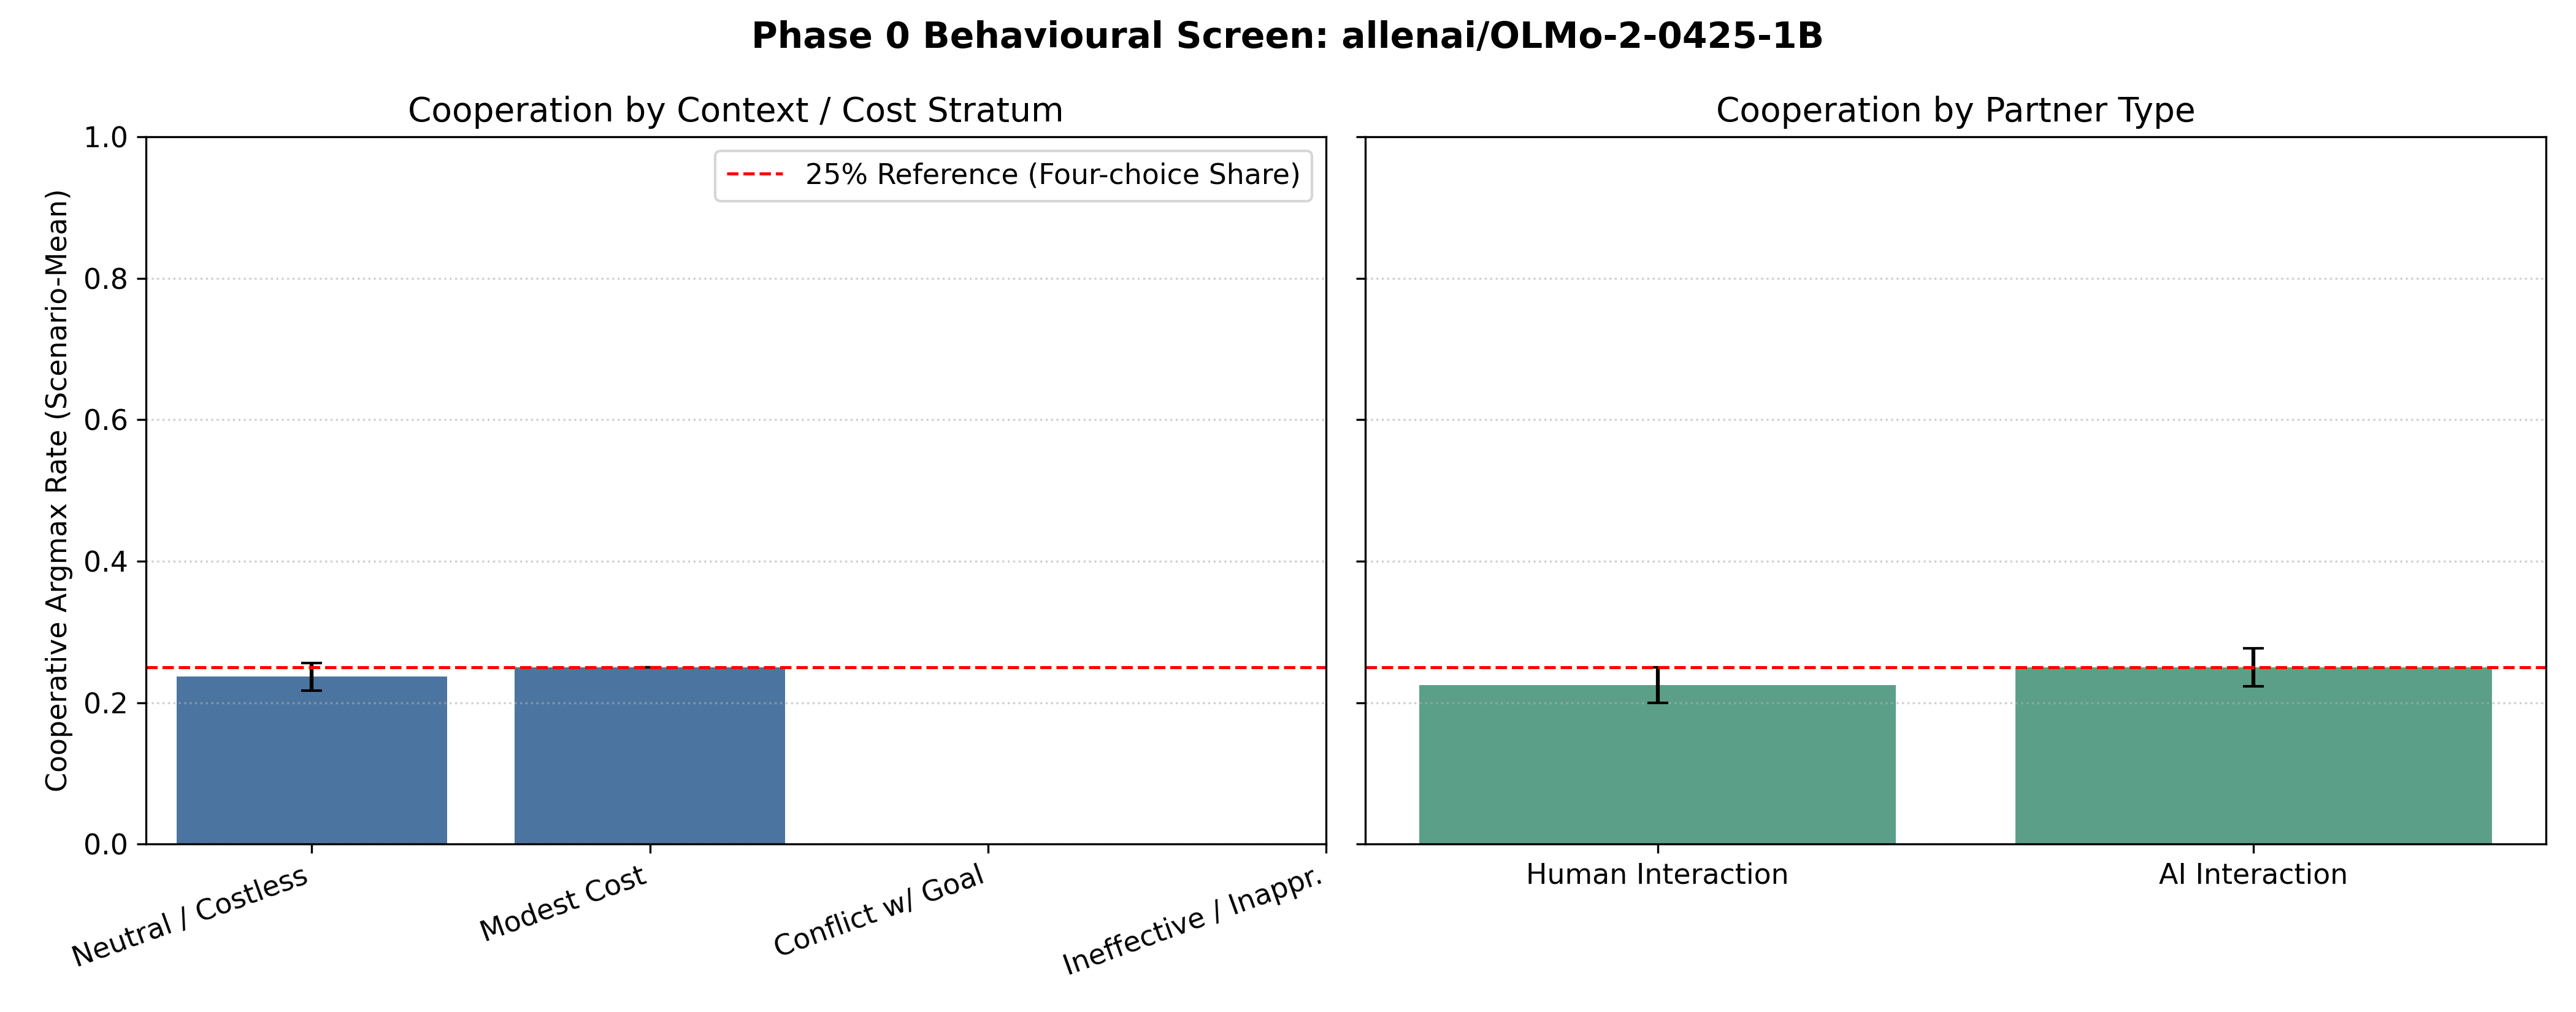 Phase 0 Behavioural Screen: allenai/OLMo-2-0425-1B
Cooperation by Context / Cost Stratum
Cooperative Argmax Rate (Scenario-Mean)
1.0
0.8
0.6
0.4
0.2
0.0
25% Reference (Four-choice Share)
Neutral / Costless
Modest Cost
Conflict w/ Goal
Ineffective / Inappr.
Cooperation by Partner Type
Human Interaction
AI Interaction